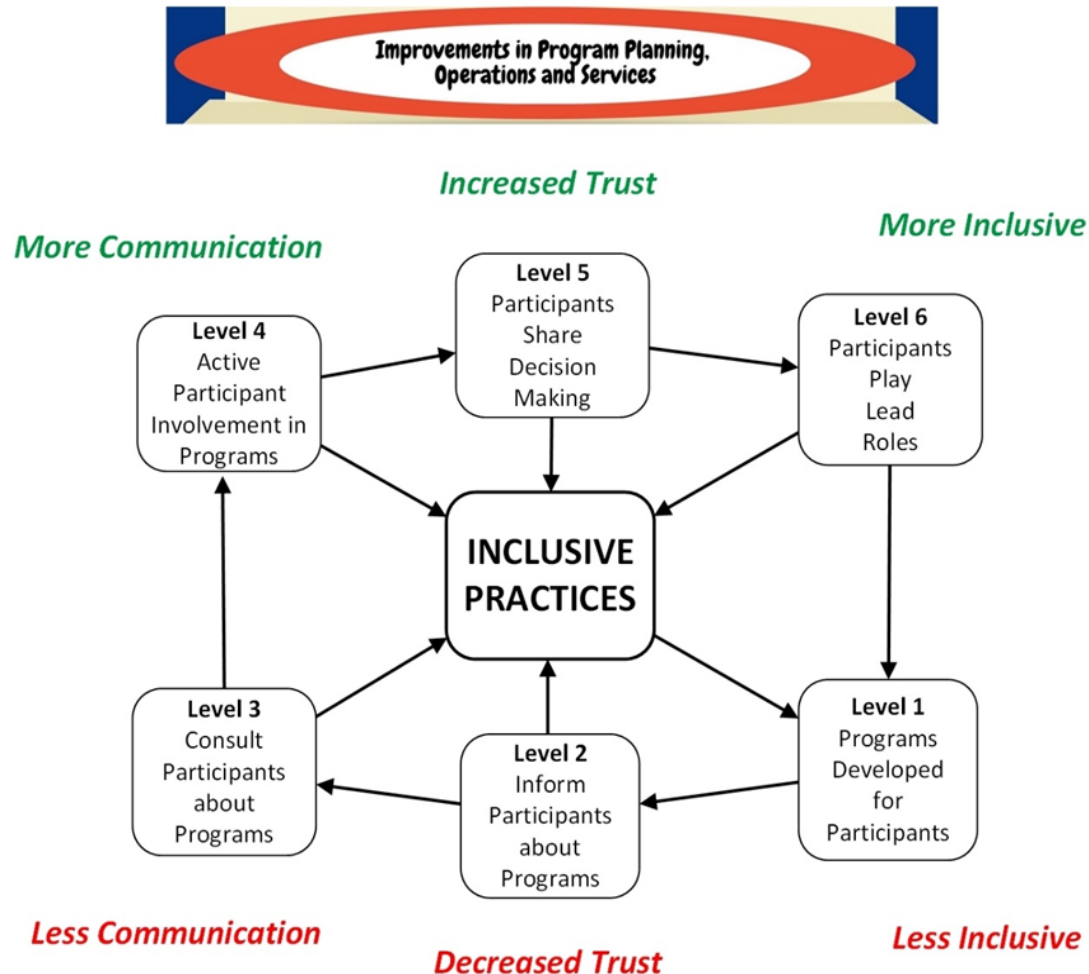 Improvements in Program Planning,
Operations and Services
Increased Trust
More Communication
More Inclusive
Level 4
Active
Participant
Involvement in
Programs
Level 5
Participants
Share
Decision
Making
Level 6
Participants
Play
Lead
Roles
INCLUSIVE
PRACTICES
Level 3
Consult
Participants
about
Programs
Level 2
Inform
Participants
about
Programs
Level 1
Programs
Developed
for
Participants
Less Communication
Decreased Trust
Less Inclusive